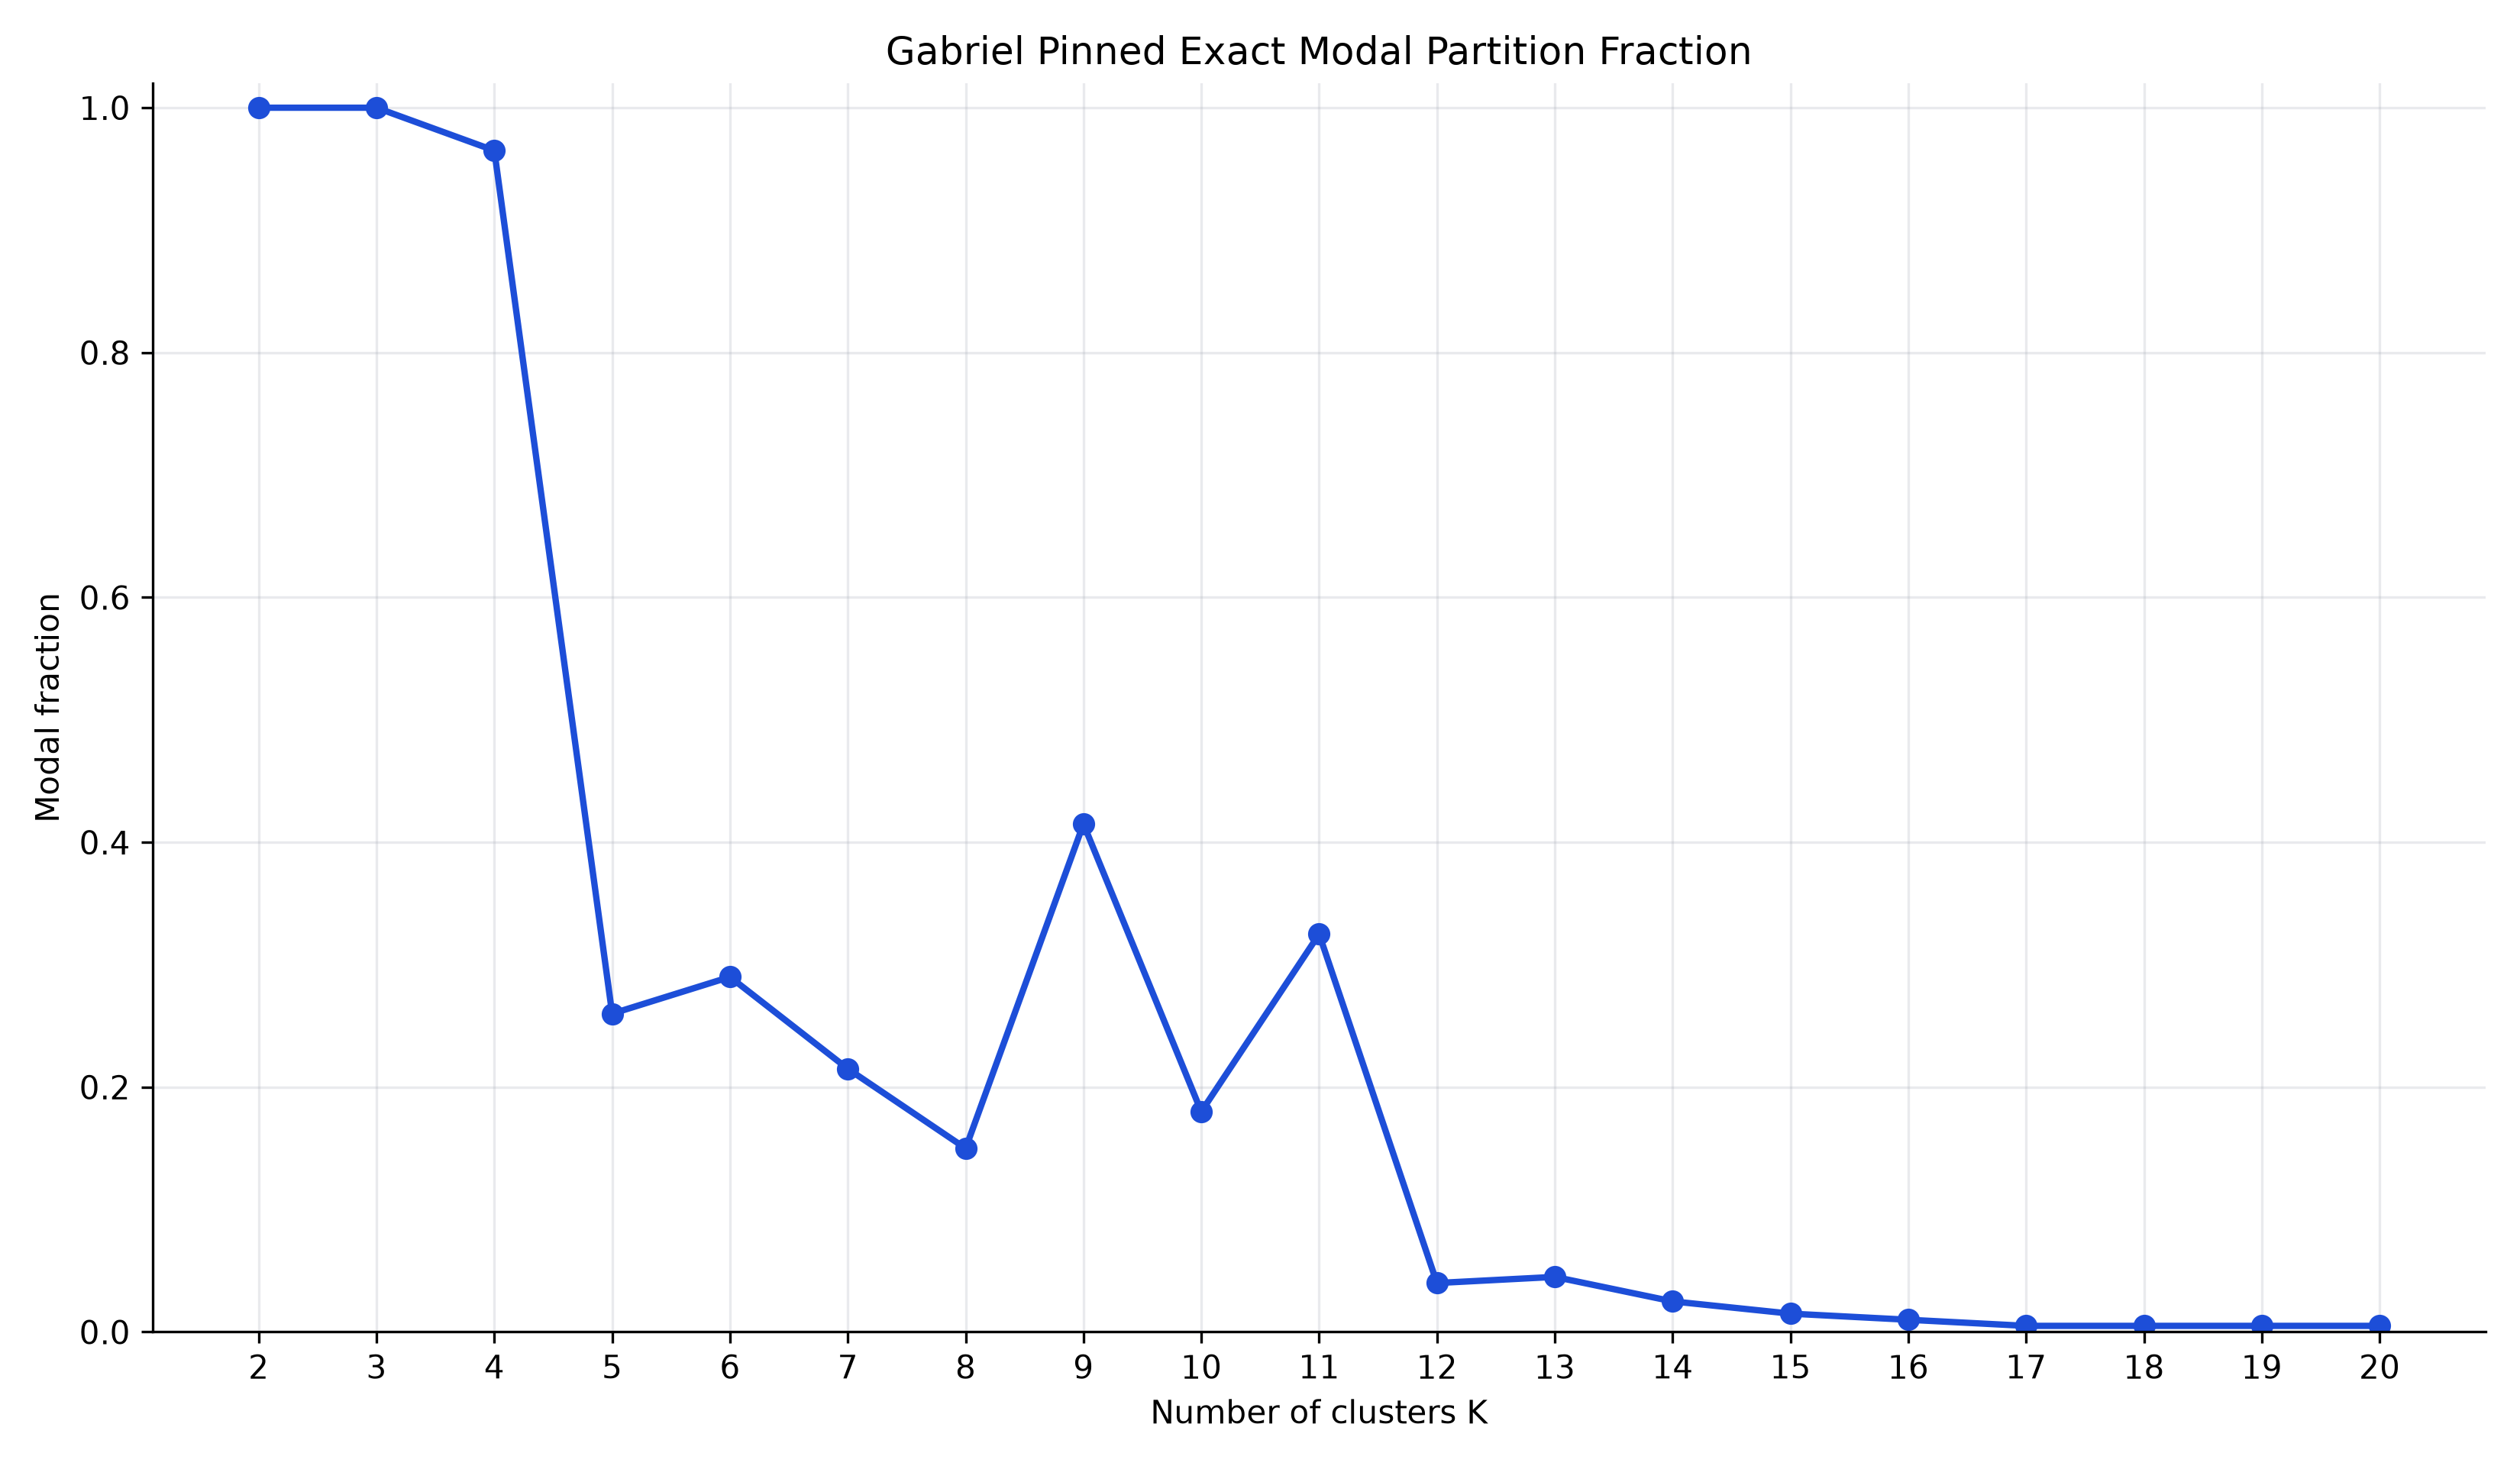 Gabriel Pinned Exact Modal Partition Fraction
1.0
0.8
0.6
0.4
0.2
0.0
Modal fraction
2 3 4 5 6 7 8 9 10 11 12 13 14 15 16 17 18 19 20
Number of clusters K